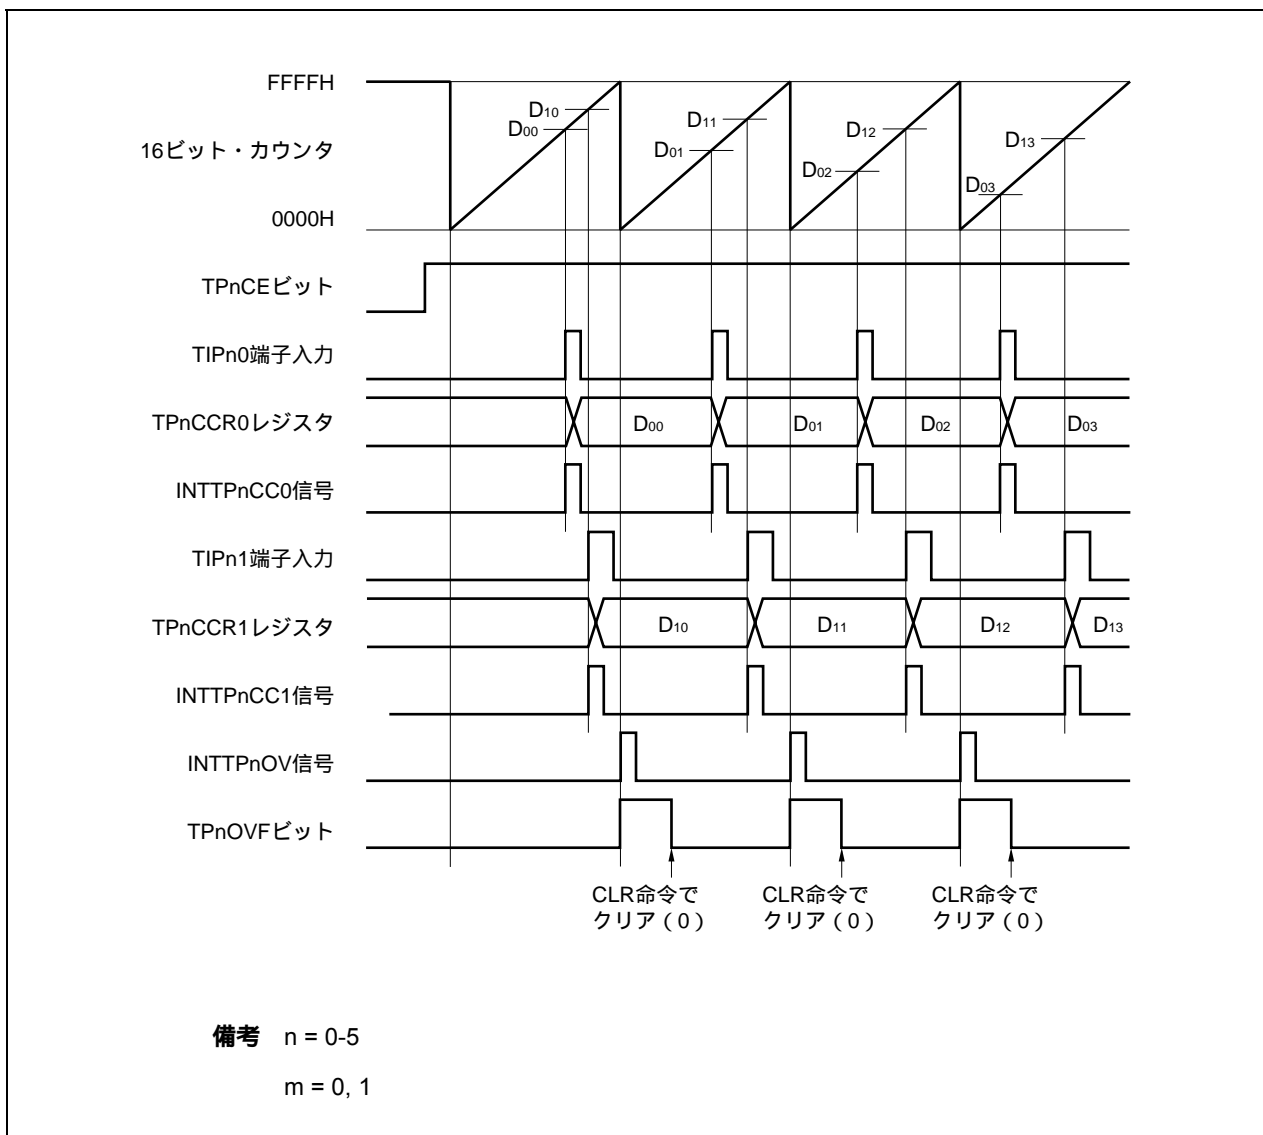 FFFFH
16ビット・カウンタ
0000H
D10
D00
D11
D01
D12
D02
D13
D03
TPnCEビット
TIPn0端子入力
TPnCCR0レジスタ
D00
D01
D02
D03
INTTPnCC0信号
TIPn1端子入力
TPnCCR1レジスタ
D10
D11
D12
D13
INTTPnCC1信号
INTTPnOV信号
TPnOVFビット
CLR命令で
クリア（0）
CLR命令で
クリア（0）
CLR命令で
クリア（0）
備考 n = 0-5
m = 0, 1